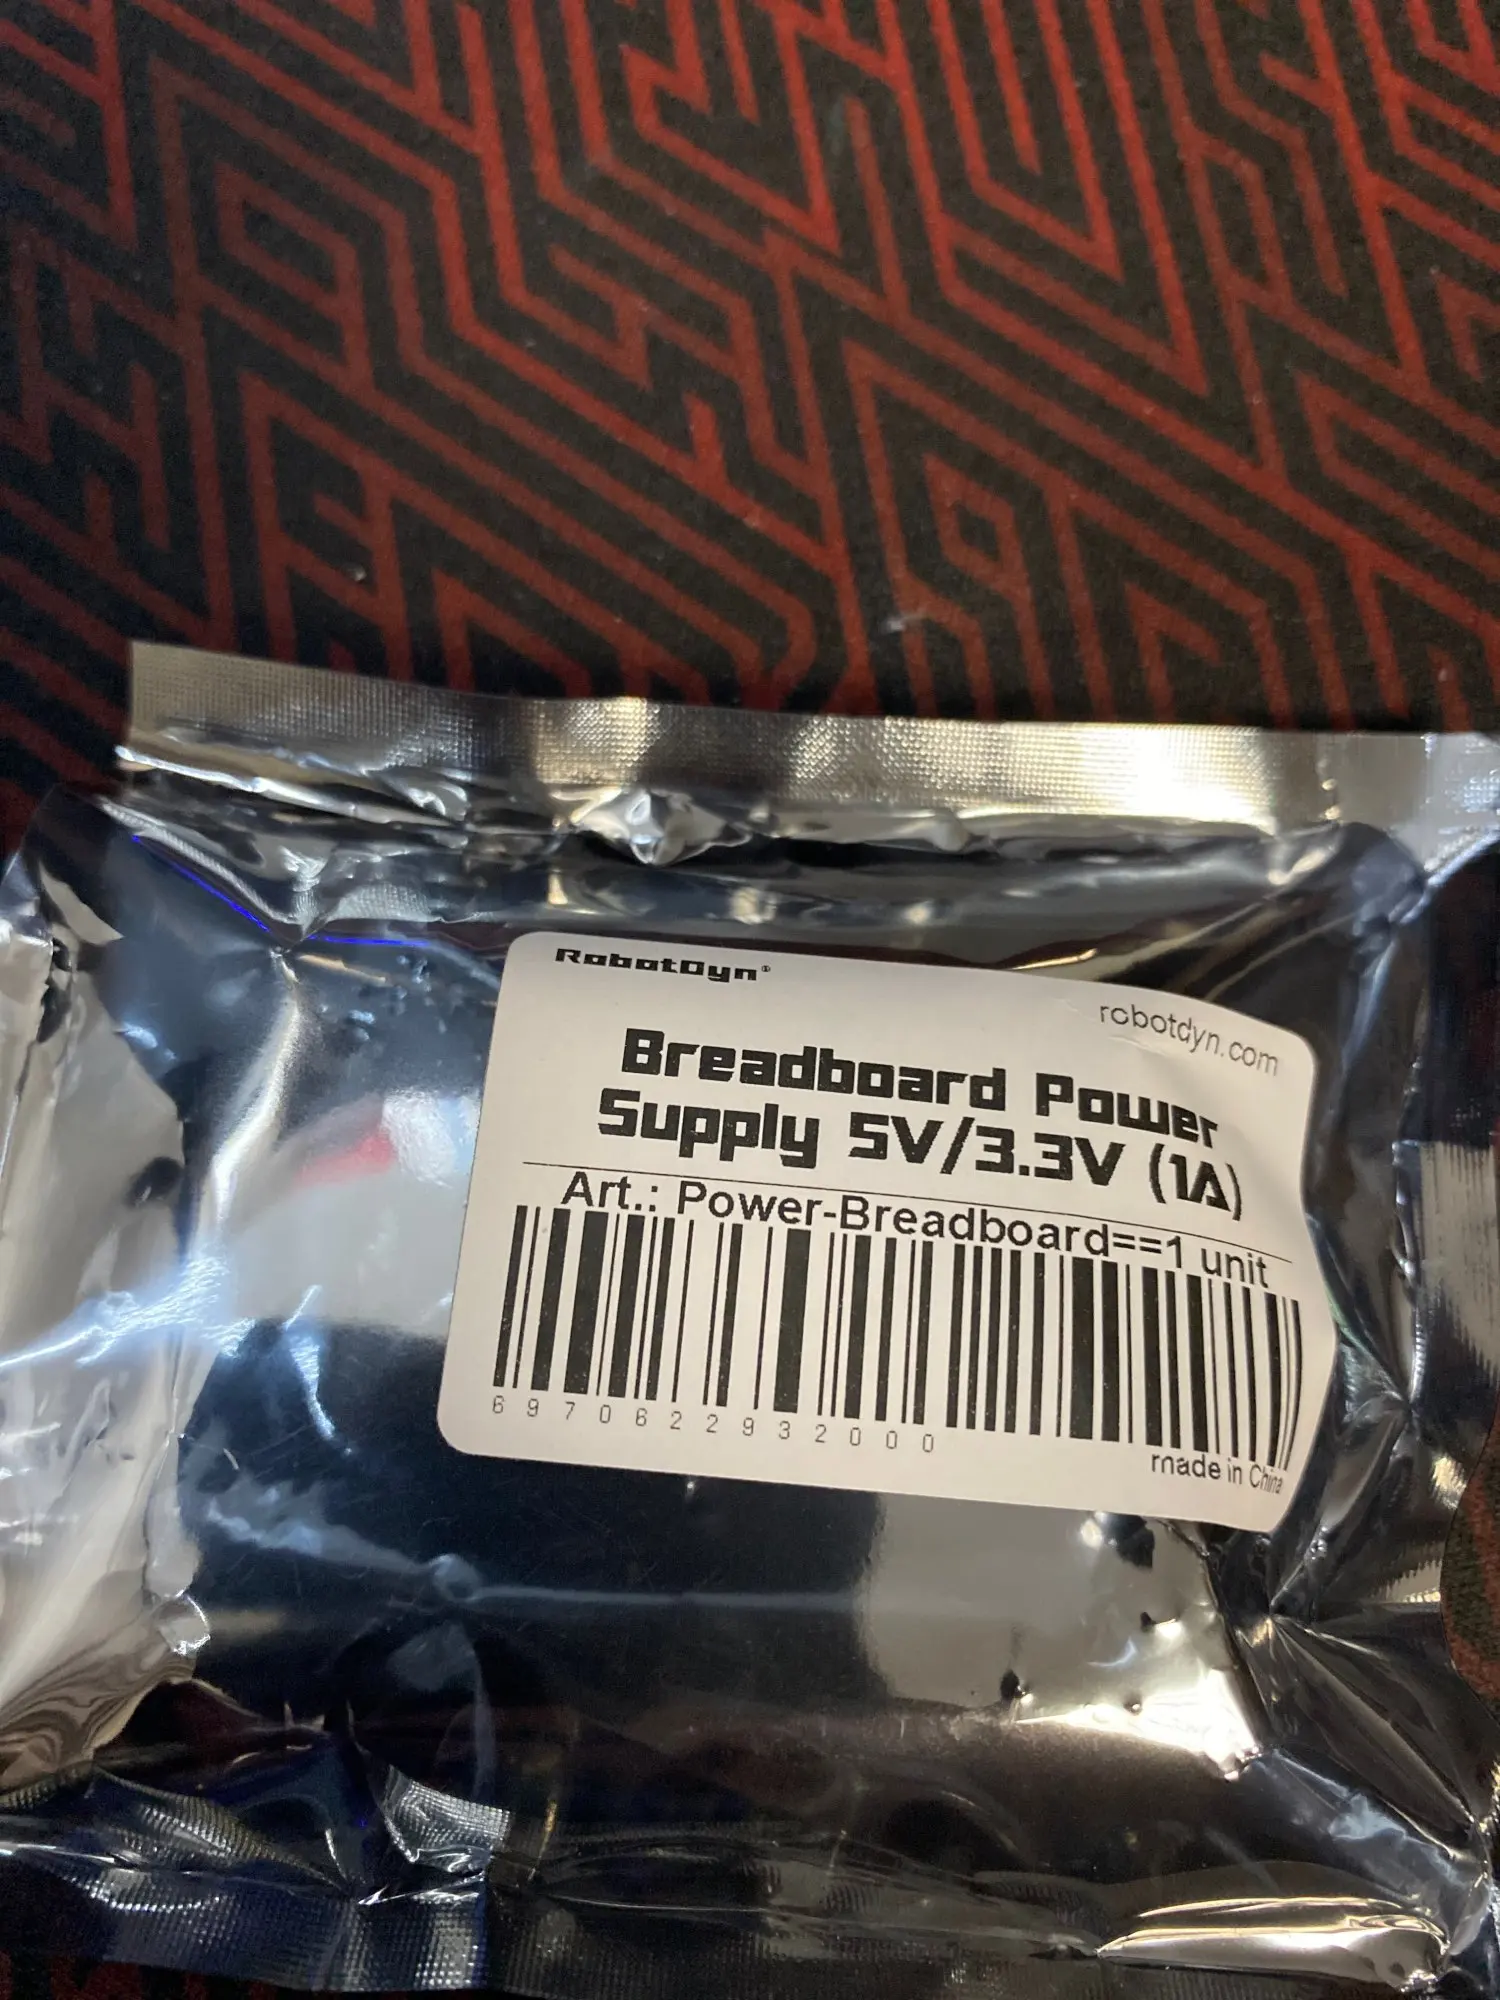 RobotDyn®
robotdyn.com
Breadboard Power
Supply 5V/3.3V (1A)
Art.: Power-Breadboard==1 unit
6970622932000
made in China